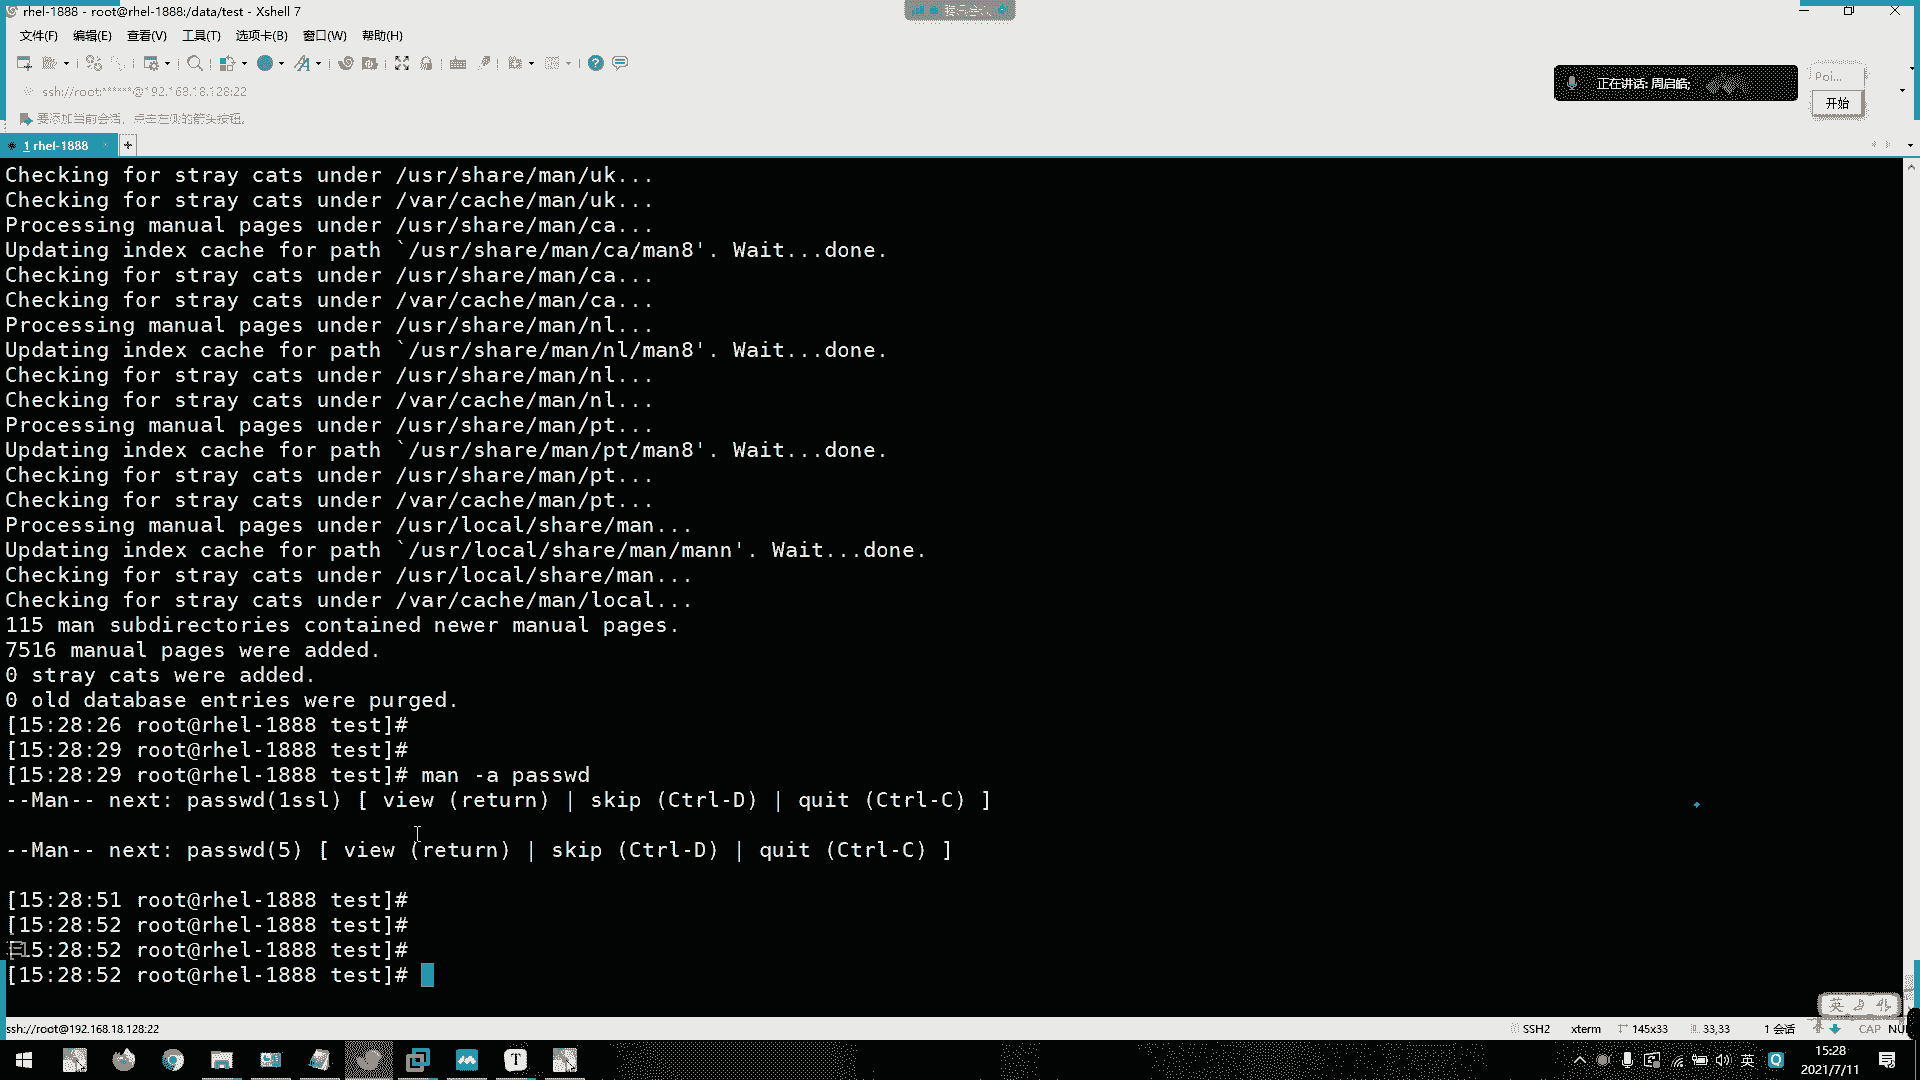 rhel-1888 - root@rhel-1888:/data/test - Xshell 7
文件(F) 编辑(E) 查看(V) 工具(T) 选项卡(B) 窗口(W) 帮助(H)
ssh://root:******@192.168.18.128:22
正在讲话: 周启皓;
Poi...
开始
要添加当前会话, 点击左侧的箭头按钮。
1 rhel-1888
+
Checking for stray cats under /usr/share/man/uk...
Checking for stray cats under /var/cache/man/uk...
Processing manual pages under /usr/share/man/ca...
Updating index cache for path `/usr/share/man/ca/man8'. Wait...done.
Checking for stray cats under /usr/share/man/ca...
Checking for stray cats under /var/cache/man/ca...
Processing manual pages under /usr/share/man/nl...
Updating index cache for path `/usr/share/man/nl/man8'. Wait...done.
Checking for stray cats under /usr/share/man/nl...
Checking for stray cats under /var/cache/man/nl...
Processing manual pages under /usr/share/man/pt...
Updating index cache for path `/usr/share/man/pt/man8'. Wait...done.
Checking for stray cats under /usr/share/man/pt...
Checking for stray cats under /var/cache/man/pt...
Processing manual pages under /usr/local/share/man...
Updating index cache for path `/usr/local/share/man/mann'. Wait...done.
Checking for stray cats under /usr/local/share/man...
Checking for stray cats under /var/cache/man/local...
115 man subdirectories contained newer manual pages.
7516 manual pages were added.
0 stray cats were added.
0 old database entries were purged.
[15:28:26 root@rhel-1888 test]#
[15:28:29 root@rhel-1888 test]#
[15:28:29 root@rhel-1888 test]# man -a passwd
--Man-- next: passwd(1ssl) [ view (return) | skip (Ctrl-D) | quit (Ctrl-C) ]
--Man-- next: passwd(5) [ view (return) | skip (Ctrl-D) | quit (Ctrl-C) ]
[15:28:51 root@rhel-1888 test]#
[15:28:52 root@rhel-1888 test]#
[15:28:52 root@rhel-1888 test]#
[15:28:52 root@rhel-1888 test]#
英
ssh://root@192.168.18.128:22 SSH2 xterm 145x33 33,33 1 会话 CAP NUM
英
15:28
2021/7/11